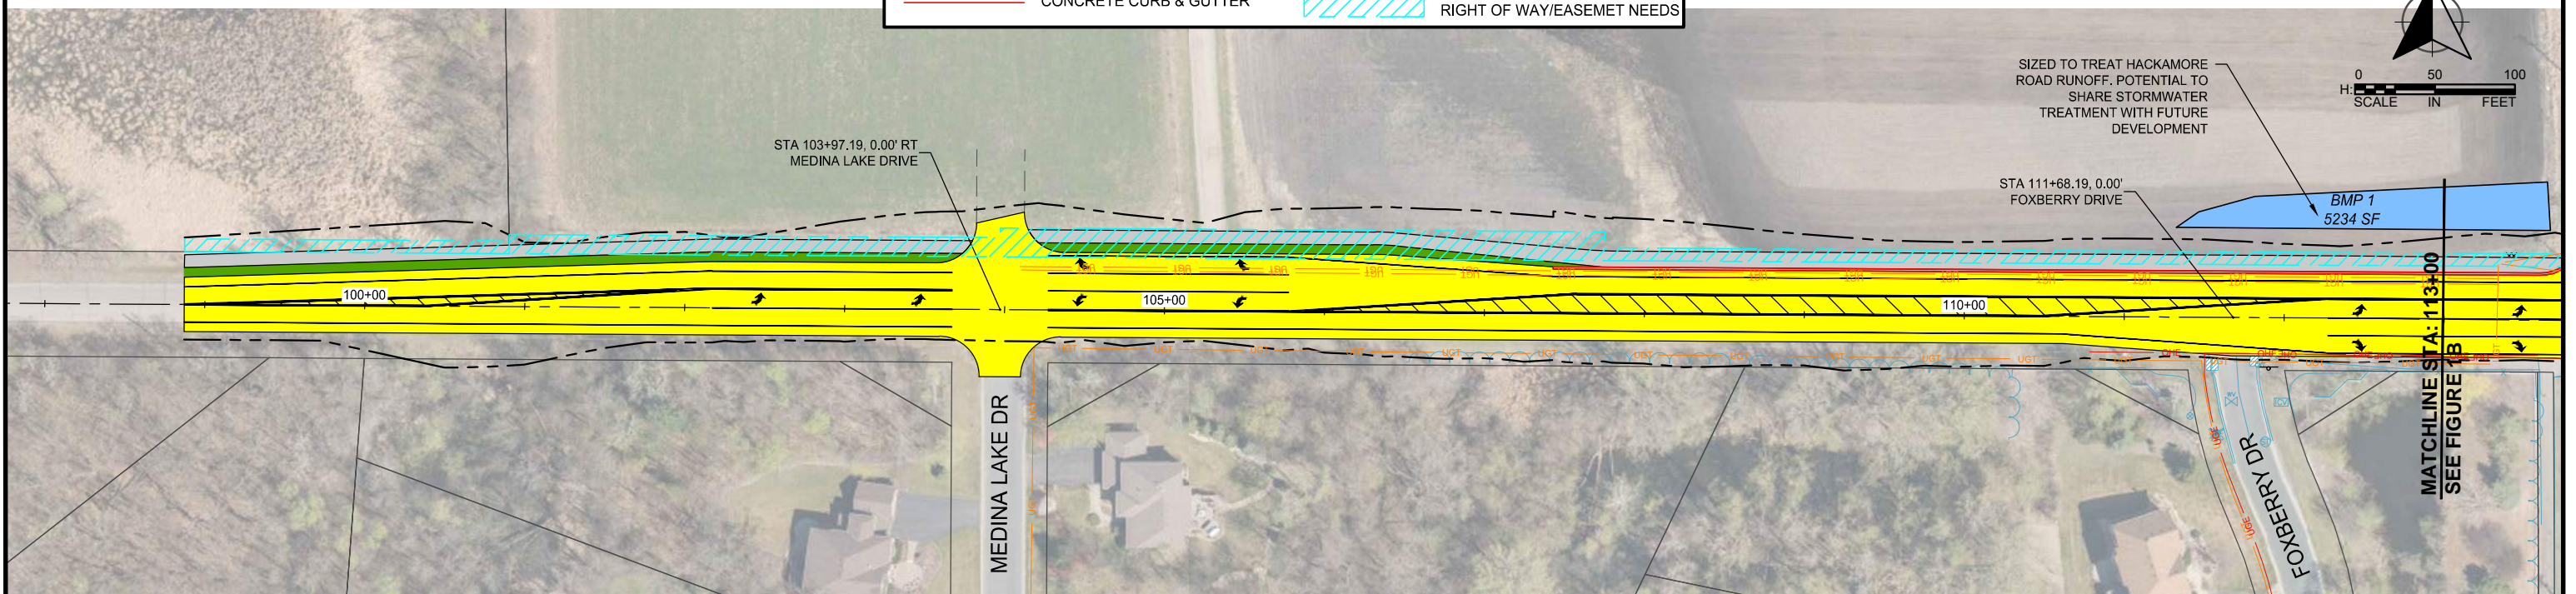 CONCRETE CURB & GUTTER
RIGHT OF WAY/EASEMET NEEDS
SIZED TO TREAT HACKAMORE
ROAD RUNOFF. POTENTIAL TO
SHARE STORMWATER
TREATMENT WITH FUTURE
DEVELOPMENT
0 50 100
H:
SCALE IN FEET
STA 103+97.19, 0.00' RT
MEDINA LAKE DRIVE
STA 111+68.19, 0.00'
FOXBERRY DRIVE
BMP 1
5234 SF
100+00
105+00
110+00
MATCHLINE STA: 113+00
SEE FIGURE 1B
MEDINA LAKE DR
FOXBERRY DR
UGT
UGE
OHE